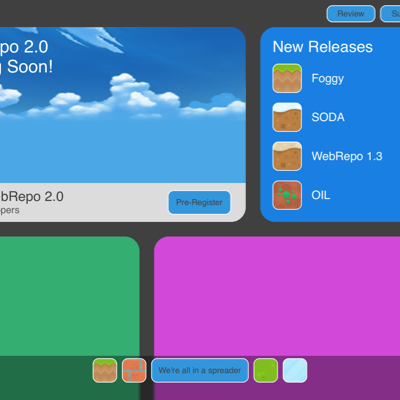 Review
po 2.0
Soon!
New Releases
Foggy
SODA
WebRepo 1.3
OIL
bRepo 2.0
pers
Pre-Register
We're all in a spreader